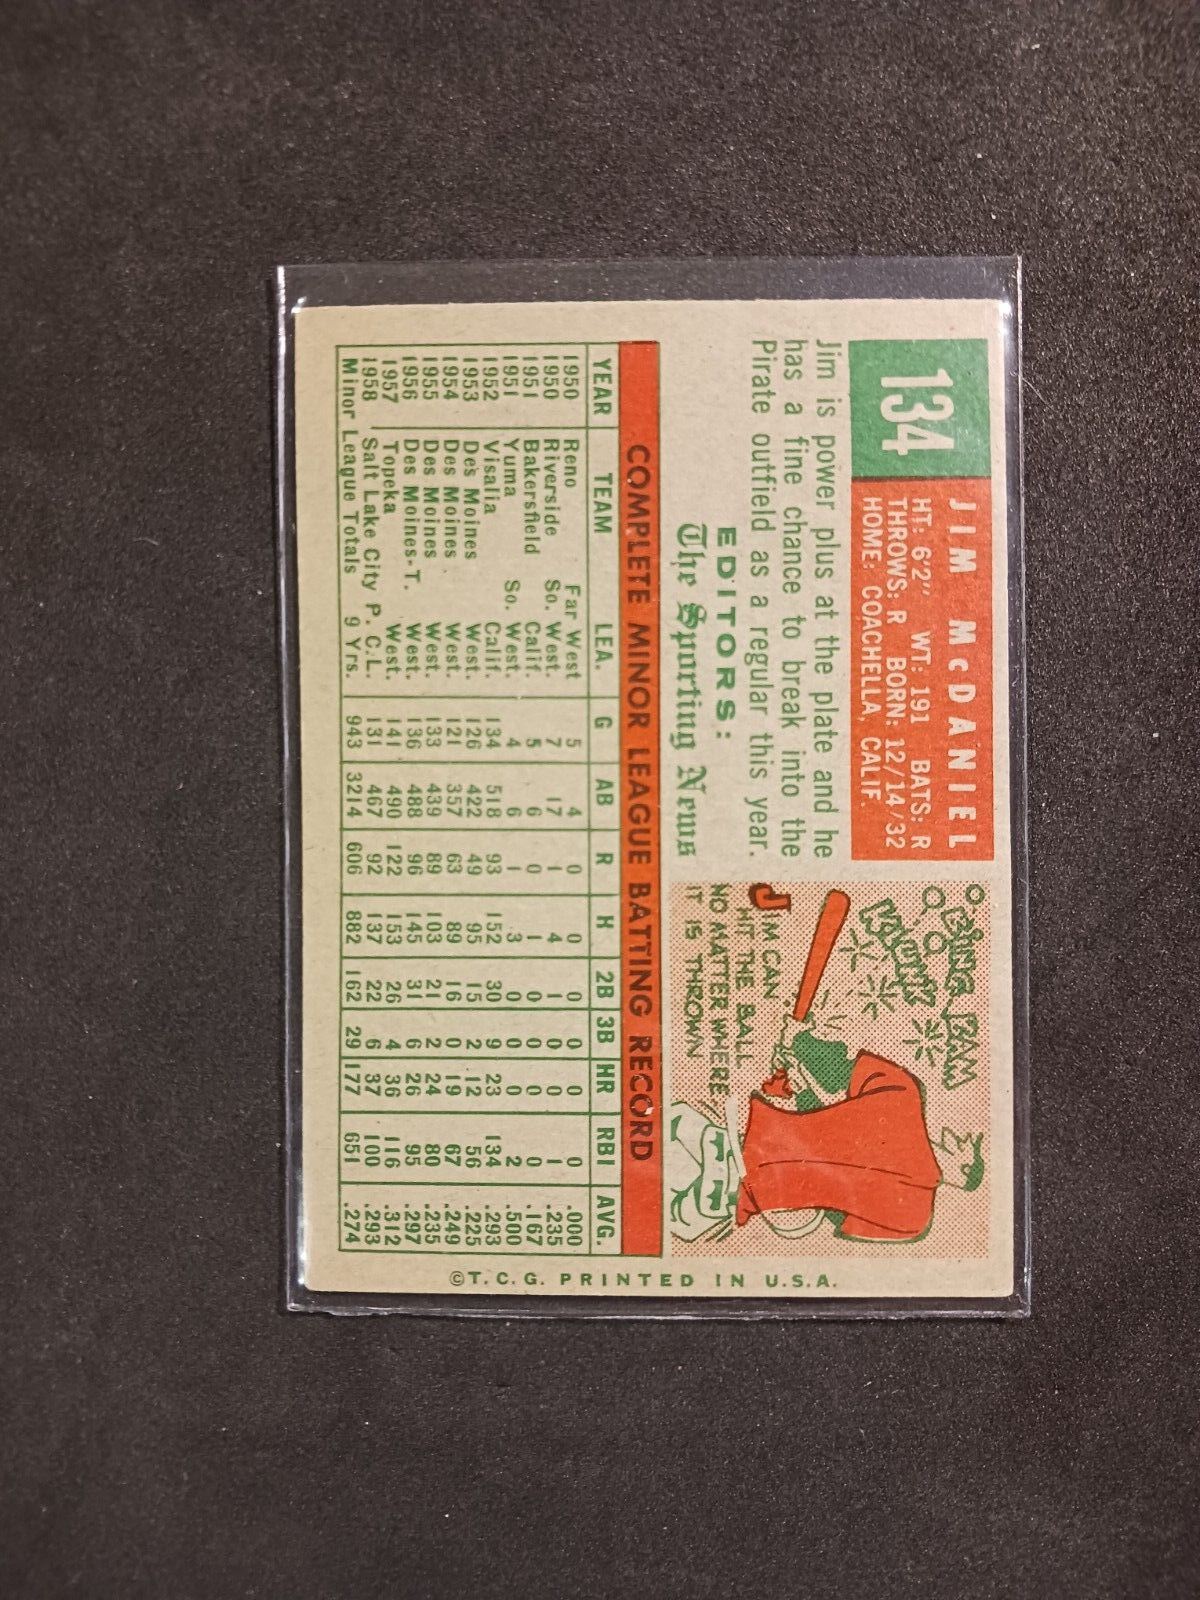 134
JIM McDANIEL
HT: 6'2" WT: 191 BATS: R
THROWS: R BORN: 12/14/32
HOME: COACHELLA, CALIF.
Jim is power plus at the plate and he
has a fine chance to break into the
Pirate outfield as a regular this year.
EDITORS:
The Sporting News
BING BAM
KLUNK
JIM CAN
HIT THE BALL
NO MATTER WHERE
IT IS THROWN
COMPLETE MINOR LEAGUE BATTING RECORD
YEAR TEAM LEA. G AB R H 2B 3B HR RBI AVG.
1950 Reno Far West 5 4 0 0 0 0 0 0 .000
1950 Riverside So. West. 7 17 1 4 1 0 0 1 .235
1951 Bakersfield Calif. 5 6 0 1 0 0 0 0 .167
1951 Yuma So. West. 4 6 1 3 0 0 0 2 .500
1952 Visalia Calif. 134 518 93 152 30 9 23 134 .293
1953 Des Moines West. 126 422 49 95 15 2 12 56 .225
1954 Des Moines West. 121 357 63 89 16 0 19 67 .249
1955 Des Moines West. 133 439 89 103 21 2 24 80 .235
1956 Des Moines-T. West. 136 488 96 145 31 6 26 95 .297
1957 Topeka West. 141 490 122 153 26 4 36 116 .312
1958 Salt Lake City P.C.L. 131 467 92 137 22 6 37 100 .293
Minor League Totals 9 Yrs. 943 3214 606 882 162 29 177 651 .274
©T.C.G. PRINTED IN U.S.A.